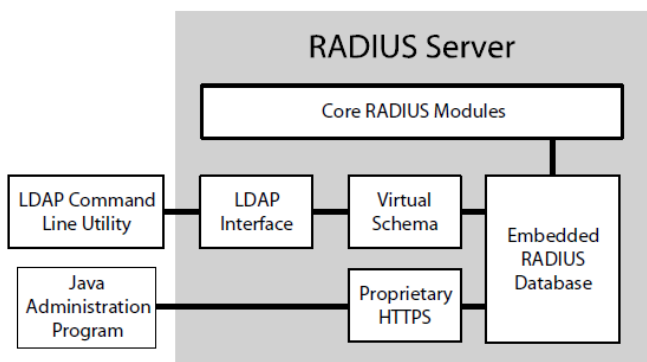 RADIUS Server
Core RADIUS Modules
LDAP Command
Line Utility
LDAP
Interface
Virtual
Schema
Embedded
RADIUS
Database
Java
Administration
Program
Proprietary
HTTPS